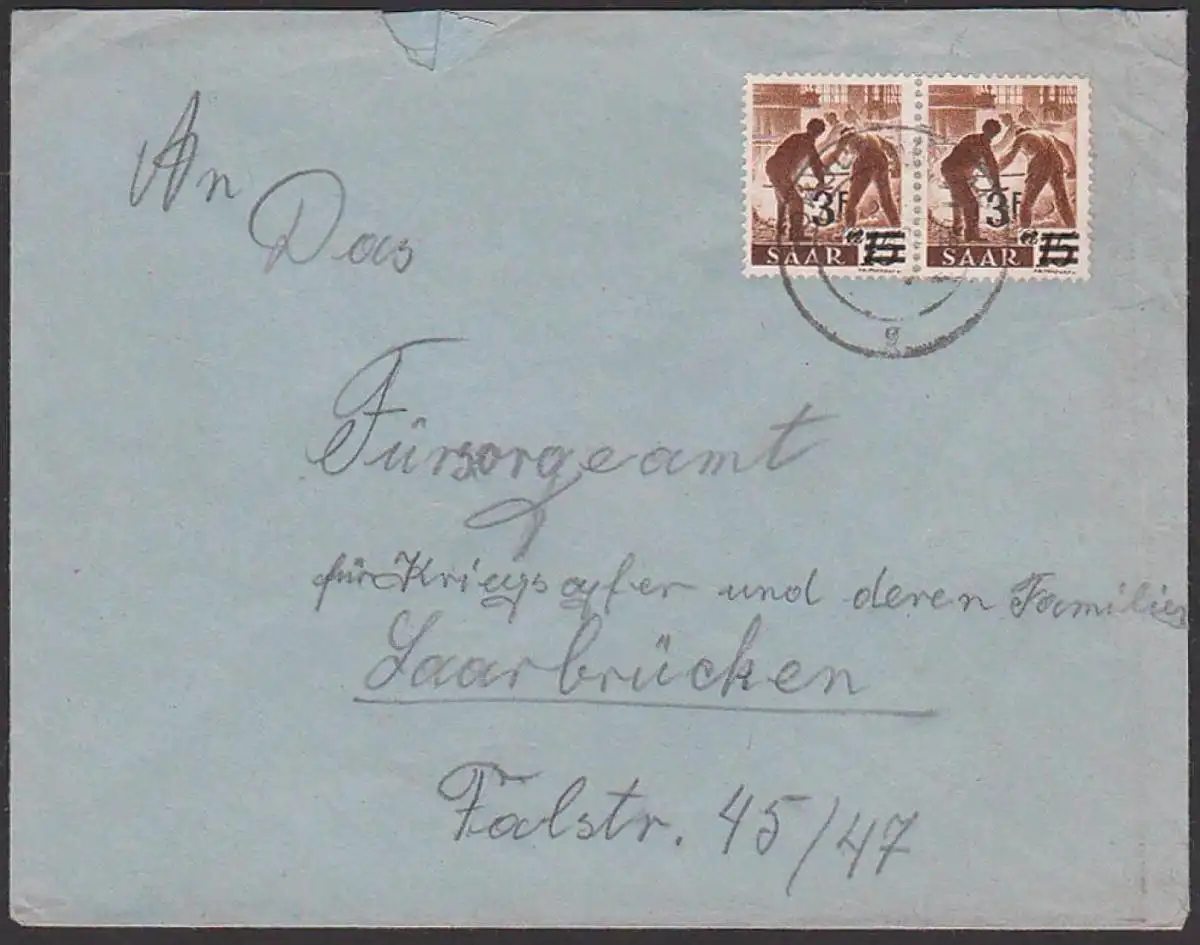 An
Das
3F 3F
15 15
SAAR SAAR
g
Fürsorgeamt
für Kriegsopfer und deren Familien
Saarbrücken
Talstr. 45/47